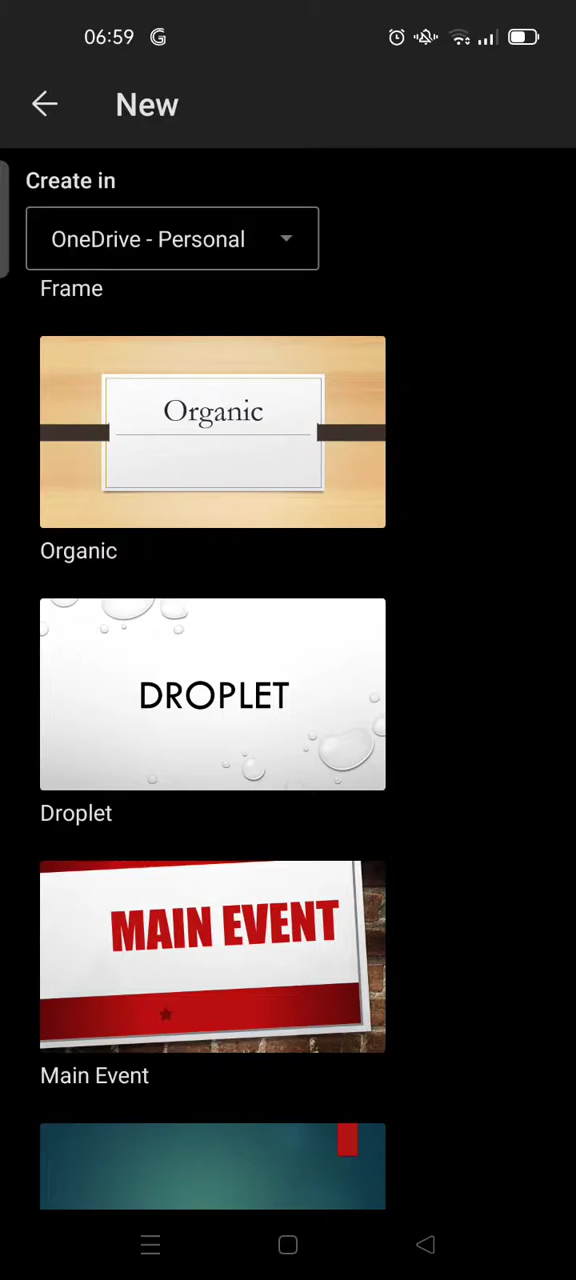 06:59 G
New
Create in
OneDrive - Personal
Frame
Organic
Organic
DROPLET
Droplet
MAIN EVENT
Main Event